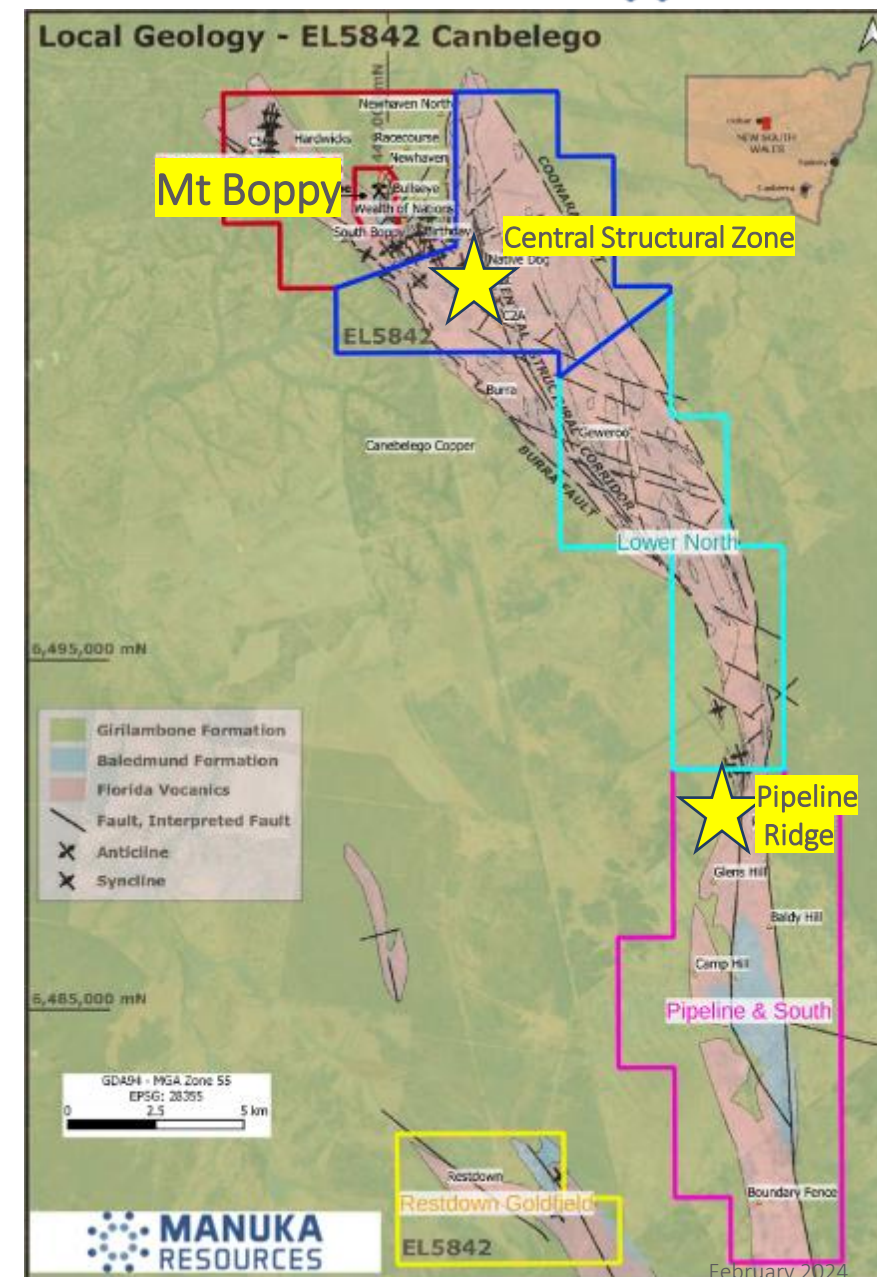 Local Geology - EL5842 Canbelego
Newhaven North
Hardwicks
Racecourse
Newhaven
NEW SOUTH
WALES
Mt Boppy
Bullseye
Wealth of Nations
South Boppy
Birthday
Central Structural Zone
Native Dog
C2A
EL5842
STRUCTURAL
CORRIDOR
Burra
Geweroo
Canebelego Copper
BURRA FAULT
Lower North
6,495,000 mN
Girilambone Formation
Baledmund Formation
Florida Vocanics
Fault, Interpreted Fault
Anticline
Syncline
Pipeline
Ridge
Glens Hill
Baldy Hill
Camp Hill
6,485,000 mN
Pipeline & South
GDA94 - MGA Zone 55
EPSG: 28355
0 2.5 5 km
Restdown
Restdown Goldfield
Boundary Fence
EL5842
MANUKA
RESOURCES
February 2024